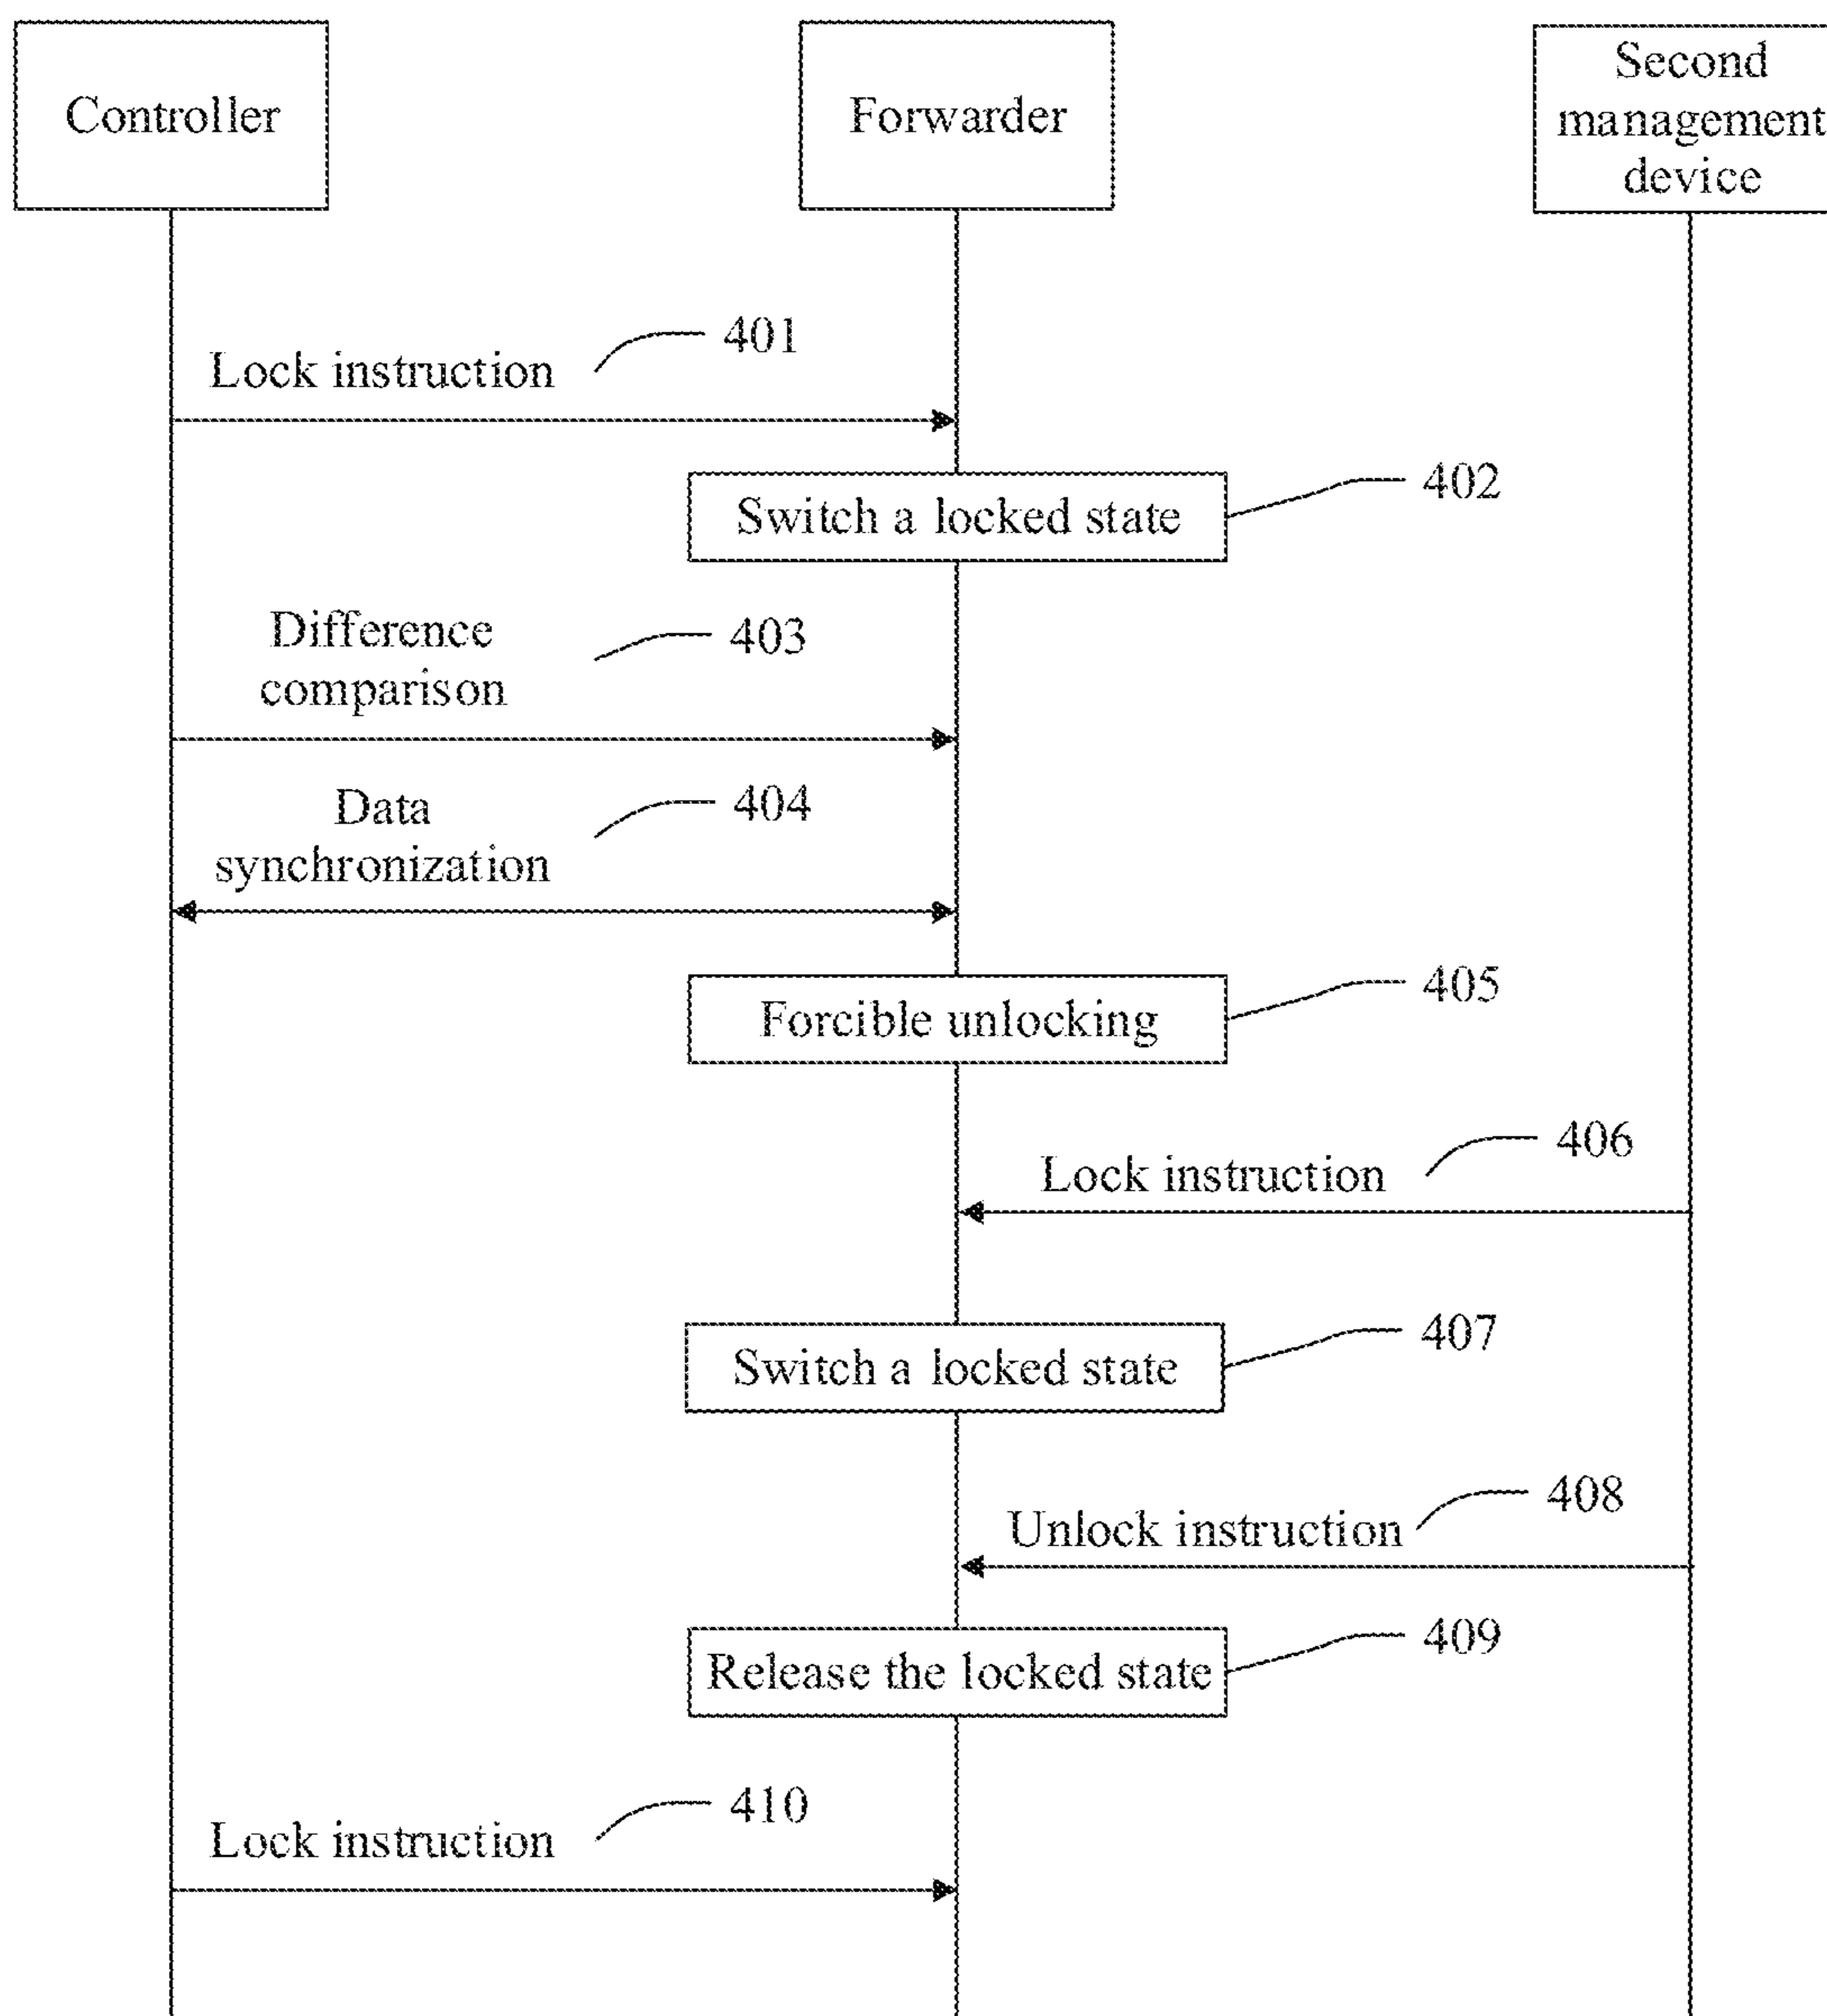 Controller
Forwarder
Second
management
device
401
Lock instruction
402
Switch a locked state
Difference
403
comparison
Data
404
synchronization
405
Forcible unlocking
406
Lock instruction
407
Switch a locked state
408
Unlock instruction
409
Release the locked state
410
Lock instruction